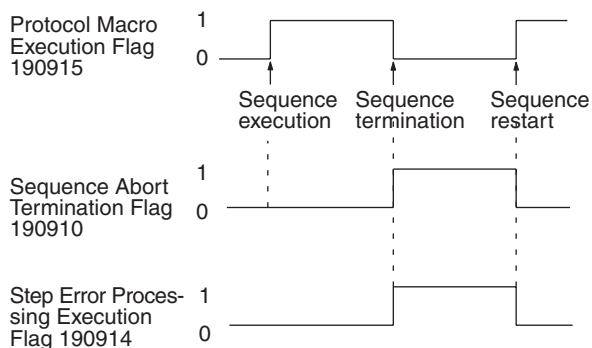 Protocol Macro
Execution Flag
190915
1
0
Sequence
execution
Sequence
termination
Sequence
restart
Sequence Abort
Termination Flag
190910
1
0
Step Error Proces-
sing Execution
Flag 190914
1
0